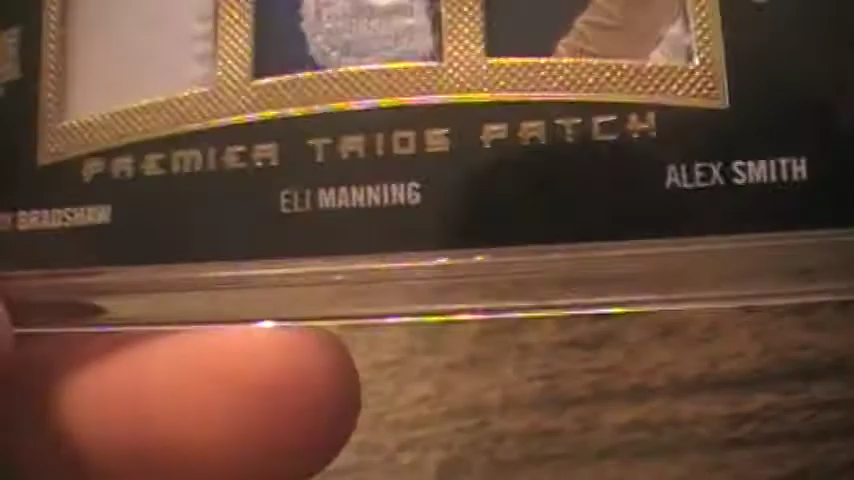 PREMIER TRIOS PATCH
BRADSHAW
ELI MANNING
ALEX SMITH